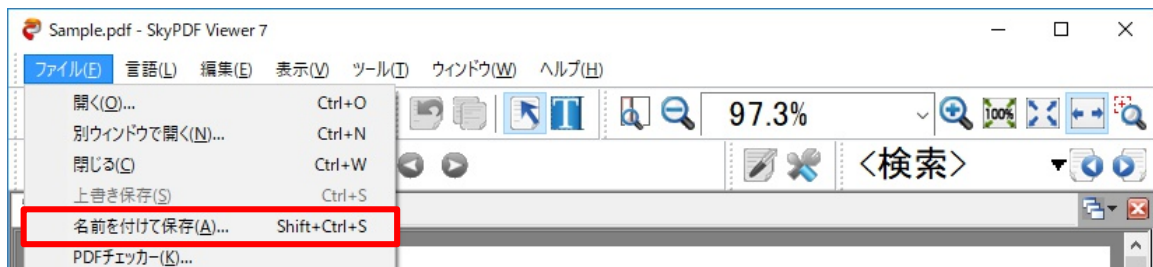 Sample.pdf - SkyPDF Viewer 7
ファイル(F) 言語(L) 編集(E) 表示(V) ツール(T) ウィンドウ(W) ヘルプ(H)
開く(O)... Ctrl+O
97.3%
100%
別ウィンドウで開く(N)... Ctrl+N
閉じる(C) Ctrl+W
<検索>
上書き保存(S) Ctrl+S
名前を付けて保存(A)... Shift+Ctrl+S
PDFチェッカー(K)...